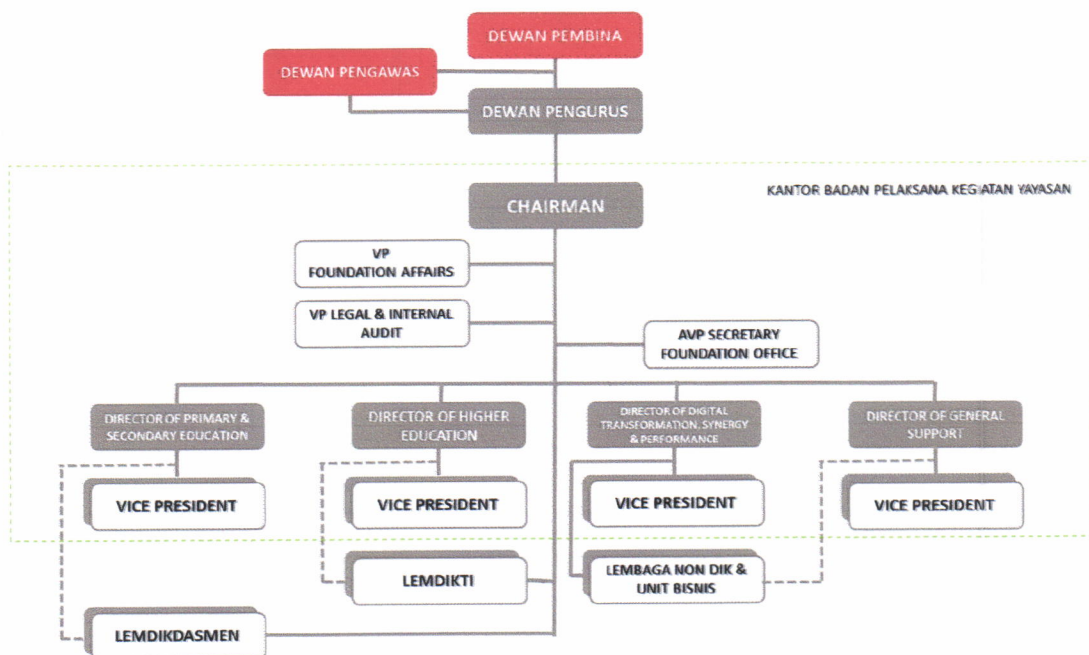 DEWAN PEMBINA
DEWAN PENGAWAS
DEWAN PENGURUS
KANTOR BADAN PELAKSANA KEGIATAN YAYASAN
CHAIRMAN
VP
FOUNDATION AFFAIRS
VP LEGAL & INTERNAL
AUDIT
AVP SECRETARY
FOUNDATION OFFICE
DIRECTOR OF PRIMARY &
SECONDARY EDUCATION
DIRECTOR OF HIGHER
EDUCATION
DIRECTOR OF DIGITAL
TRANSFORMATION, SYNERGY
& PERFORMANCE
DIRECTOR OF GENERAL
SUPPORT
VICE PRESIDENT
VICE PRESIDENT
VICE PRESIDENT
VICE PRESIDENT
LEMDIKTI
LEMBAGA NON DIK &
UNIT BISNIS
LEMDIKDASMEN